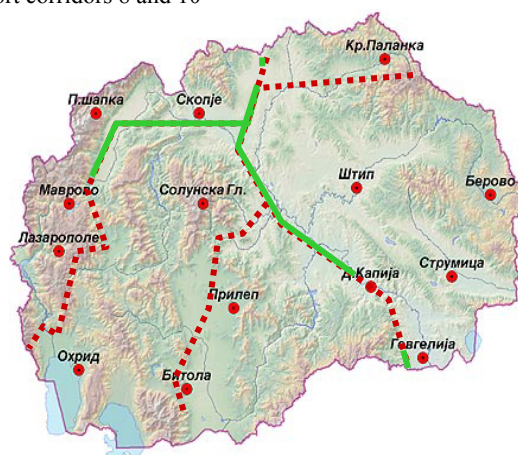 ort corridors 8 and 10
Кр.Паланка
П.шапка
Скопје
Штип
Берово
Маврово
Солунска Гл.
Лазарополе
Струмица
Д.Капија
Прилеп
Гевгелија
Охрид
Битола